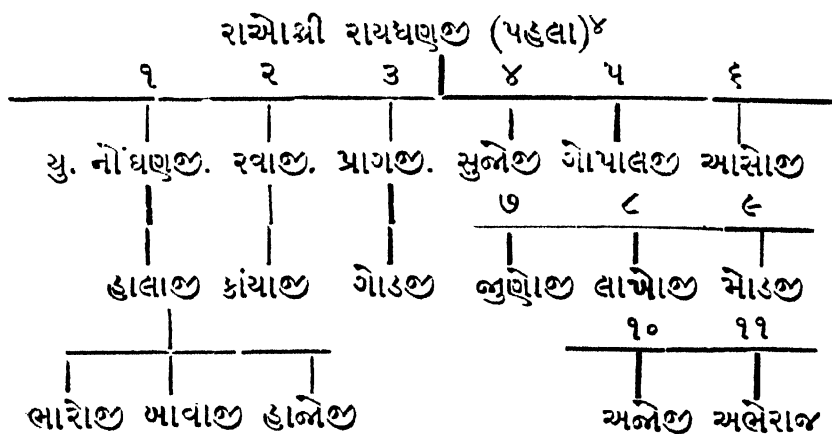 રાઓશ્રી રાયધણજી (પહલા)૪
૧ ૨ ૩ ૪ ૫ ૬
યુ. નોંઘણજી. રવાજી. પ્રાગજી. સુજોજી ગોપાલજી આસોજી
૭ ૮ ૯
હાલાજી કાંયાજી ગોડજી જુણોજી લાખોજી મોડજી
૧૦ ૧૧
ભારોજી ખાવાજી હાજોજી અજોજી અભેરાજ